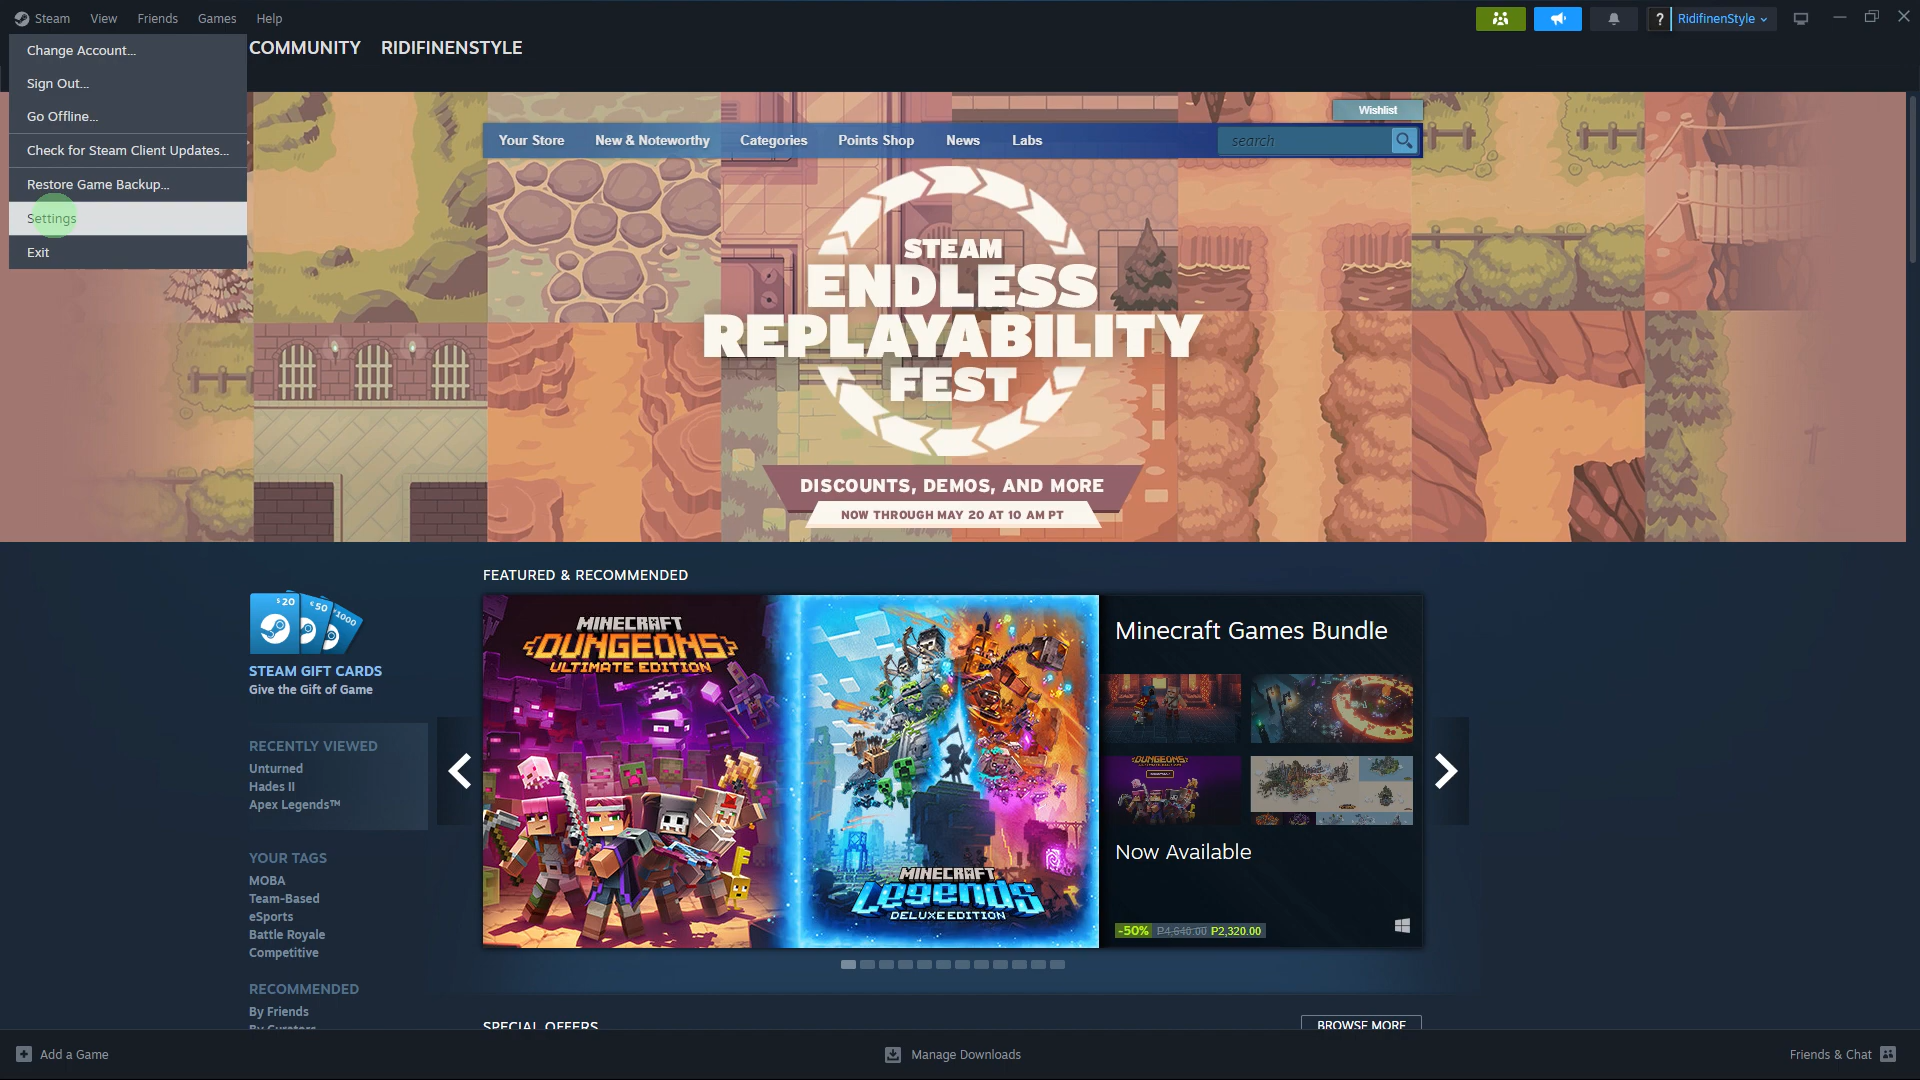 Steam View Friends Games Help
? RidifinenStyle
COMMUNITY RIDIFINENSTYLE
Change Account...
Sign Out...
Go Offline...
Check for Steam Client Updates...
Restore Game Backup...
Settings
Exit
Wishlist
Your Store New & Noteworthy Categories Points Shop News Labs search
STEAM
ENDLESS
REPLAYABILITY
FEST
DISCOUNTS, DEMOS, AND MORE
NOW THROUGH MAY 20 AT 10 AM PT
FEATURED & RECOMMENDED
$20 €50 ¥1000
STEAM GIFT CARDS
Give the Gift of Game
RECENTLY VIEWED
Unturned
Hades II
Apex Legends™
YOUR TAGS
MOBA
Team-Based
eSports
Battle Royale
Competitive
RECOMMENDED
By Friends
By Curators
MINECRAFT
DUNGEONS
ULTIMATE EDITION
MINECRAFT
Legends
DELUXE EDITION
Minecraft Games Bundle
DUNGEONS
Now Available
-50% P4,640.00 P2,320.00
SPECIAL OFFERS
BROWSE MORE
Add a Game
Manage Downloads
Friends & Chat